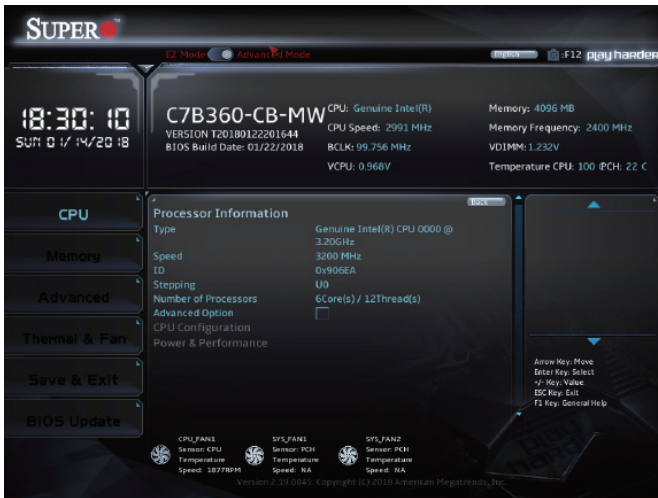 SUPER
EZ Mode Advanced Mode
English :F12 play harder
18:30: 10
SUN 01/14/2018
C7B360-CB-MW
VERSION T20180122201644
BIOS Build Date: 01/22/2018
CPU: Genuine Intel(R)
CPU Speed: 2991 MHz
BCLK: 99.756 MHz
VCPU: 0.968V
Memory: 4096 MB
Memory Frequency: 2400 MHz
VDIMM: 1.232V
Temperature CPU: 100 PCH: 22 C
CPU
Memory
Advanced
Thermal & Fan
Save & Exit
BIOS Update
Back
Processor Information
Type Genuine Intel(R) CPU 0000 @
3.20GHz
Speed 3200 MHz
ID 0x906EA
Stepping U0
Number of Processors 6Core(s) / 12Thread(s)
Advanced Option
CPU Configuration
Power & Performance
Arrow Key: Move
Enter Key: Select
+/- Key: Value
ESC Key: Exit
F1 Key: General Help
CPU_FAN1
Sensor: CPU
Temperature
Speed: 1877RPM
SYS_FAN1
Sensor: PCH
Temperature
Speed: NA
SYS_FAN2
Sensor: PCH
Temperature
Speed: NA
Version 2.19.0045. Copyright (C) 2018 American Megatrends, Inc.